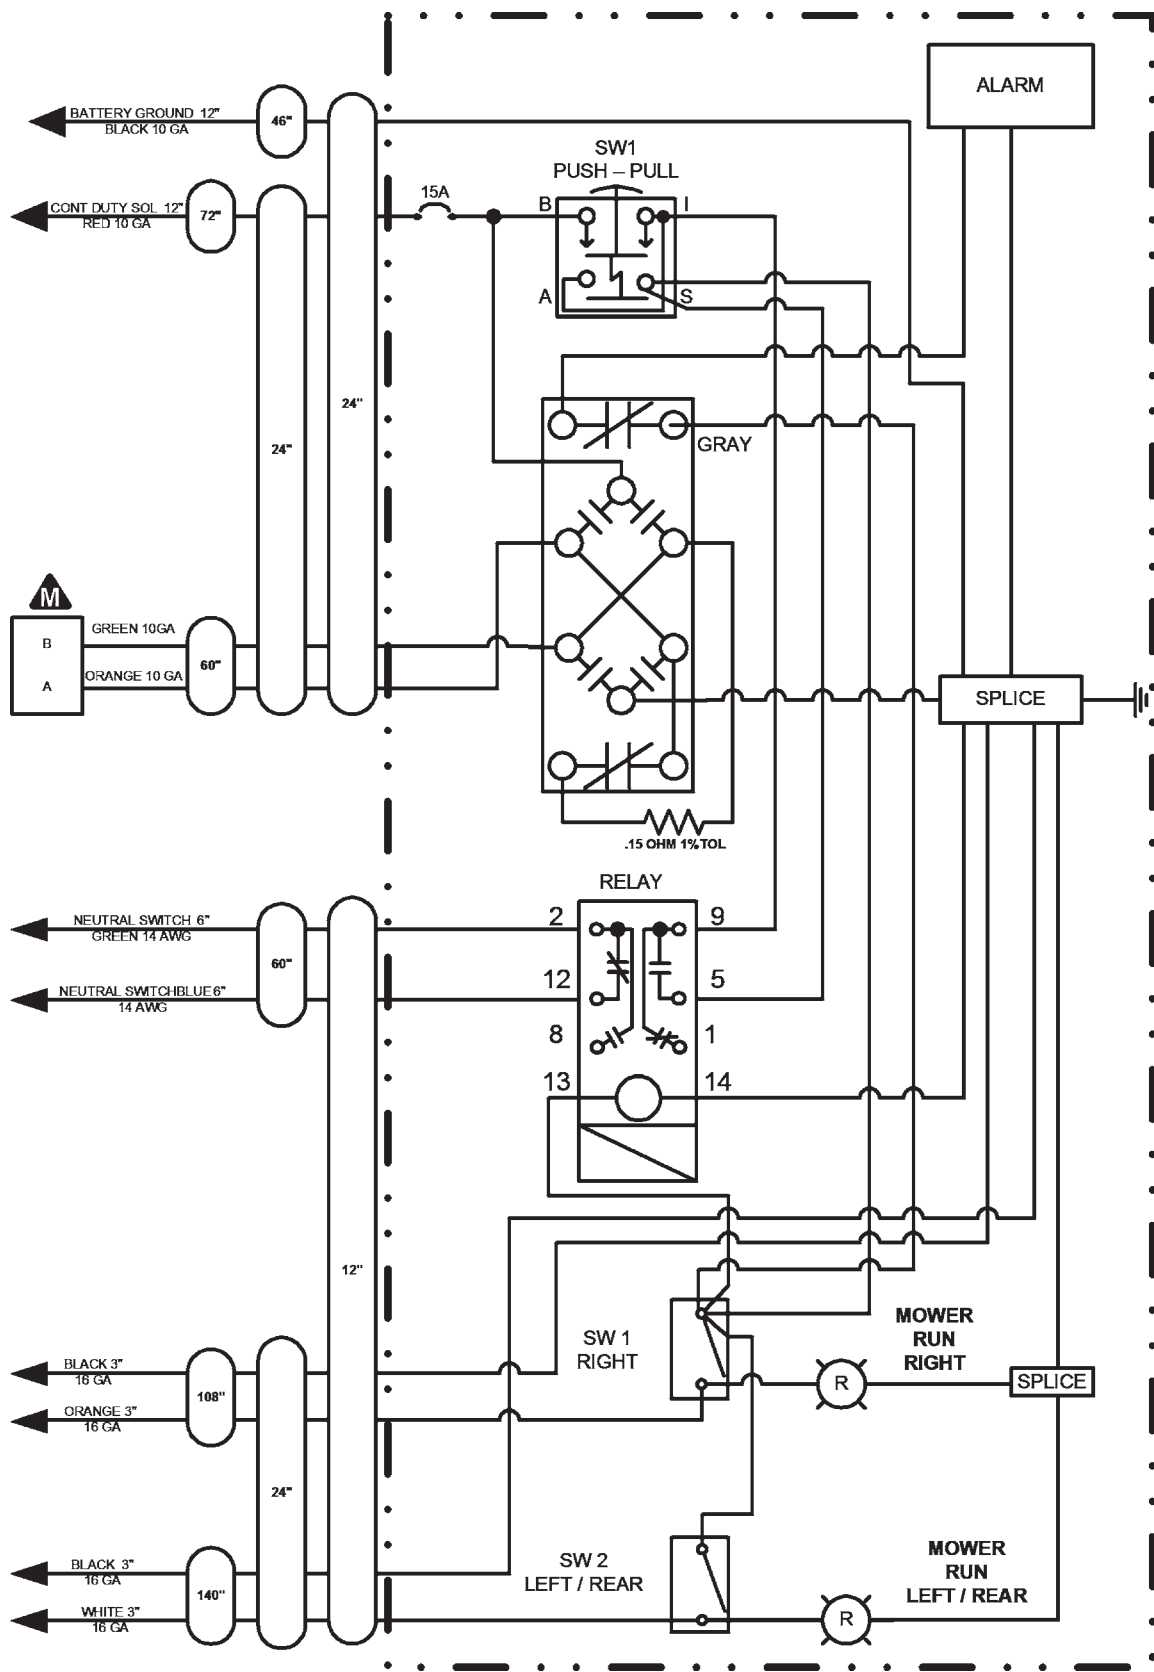 ALARM
BATTERY GROUND 12"
BLACK 10 GA
46"
SW1
PUSH – PULL
CONT DUTY SOL 12"
RED 10 GA
72"
15A
B
I
A
S
24"
24"
GRAY
M
B
A
GREEN 10GA
ORANGE 10 GA
60"
SPLICE
.15 OHM 1%TOL
RELAY
NEUTRAL SWITCH 6"
GREEN 14 AWG
60"
NEUTRAL SWITCHBLUE 6"
14 AWG
2
9
12
5
8
1
13
14
12"
SW 1
RIGHT
MOWER
RUN
RIGHT
R
SPLICE
BLACK 3"
16 GA
108"
ORANGE 3"
16 GA
24"
SW 2
LEFT / REAR
MOWER
RUN
LEFT / REAR
R
BLACK 3"
16 GA
140"
WHITE 3"
16 GA